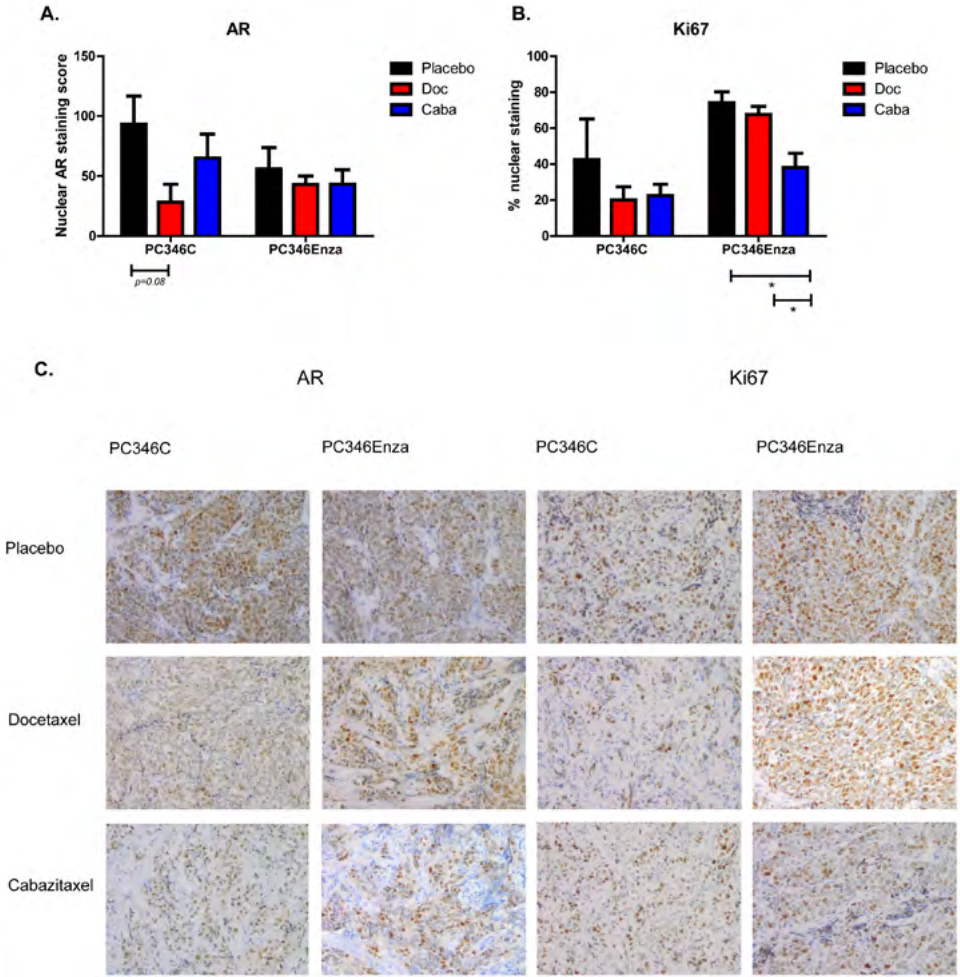 A.
AR
Nuclear AR staining score
150
100
50
0
PC346C
PC346Enza
p=0.08
Placebo
Doc
Caba
B.
Ki67
% nuclear staining
100
80
60
40
20
0
PC346C
PC346Enza
*
*
Placebo
Doc
Caba
C.
AR
Ki67
PC346C
PC346Enza
PC346C
PC346Enza
Placebo
Docetaxel
Cabazitaxel